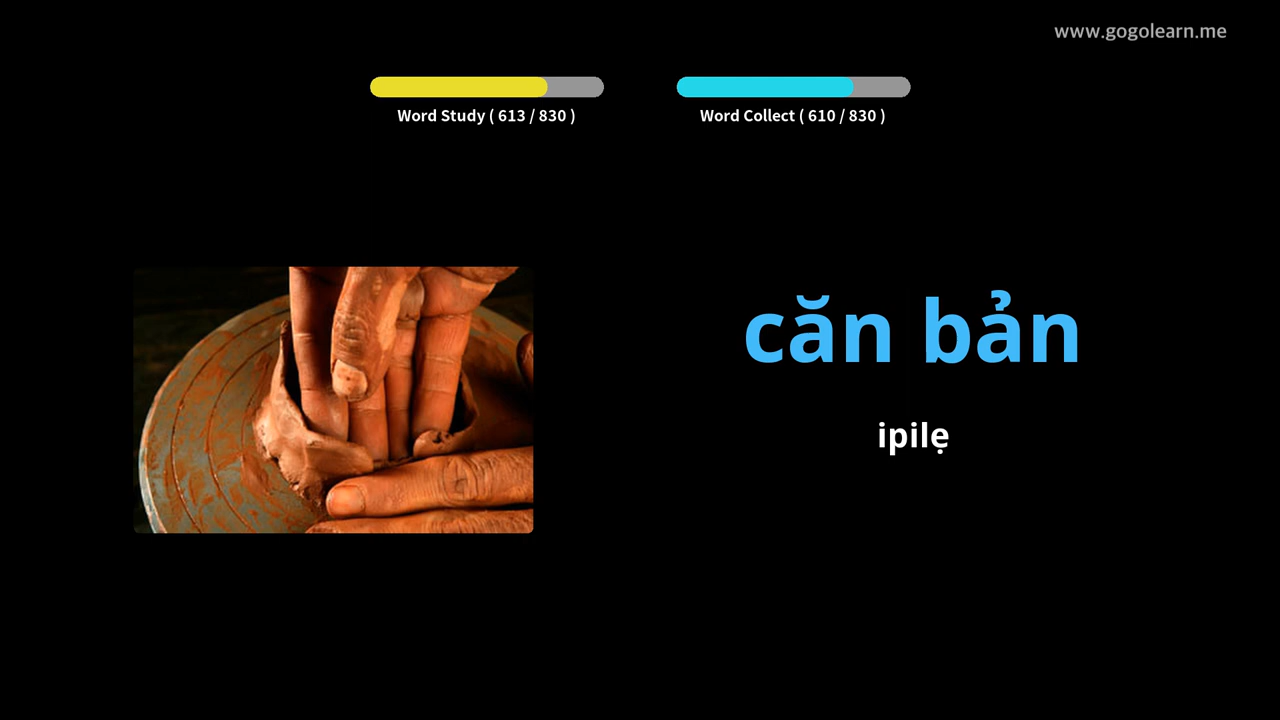 www.gogolearn.me
Word Study ( 613 / 830 )
Word Collect ( 610 / 830 )
căn bản
ipilẹ